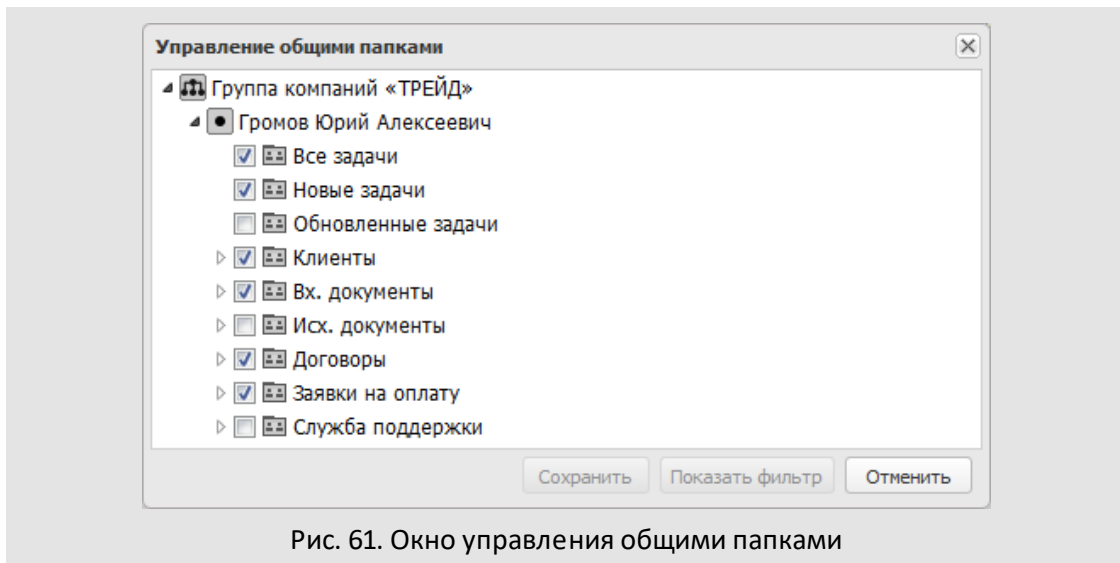 Управление общими папками
Группа компаний «ТРЕЙД»
Громов Юрий Алексеевич
Все задачи
Новые задачи
Обновленные задачи
Клиенты
Вх. документы
Исх. документы
Договоры
Заявки на оплату
Служба поддержки
Сохранить Показать фильтр Отменить
Рис. 61. Окно управления общими папками